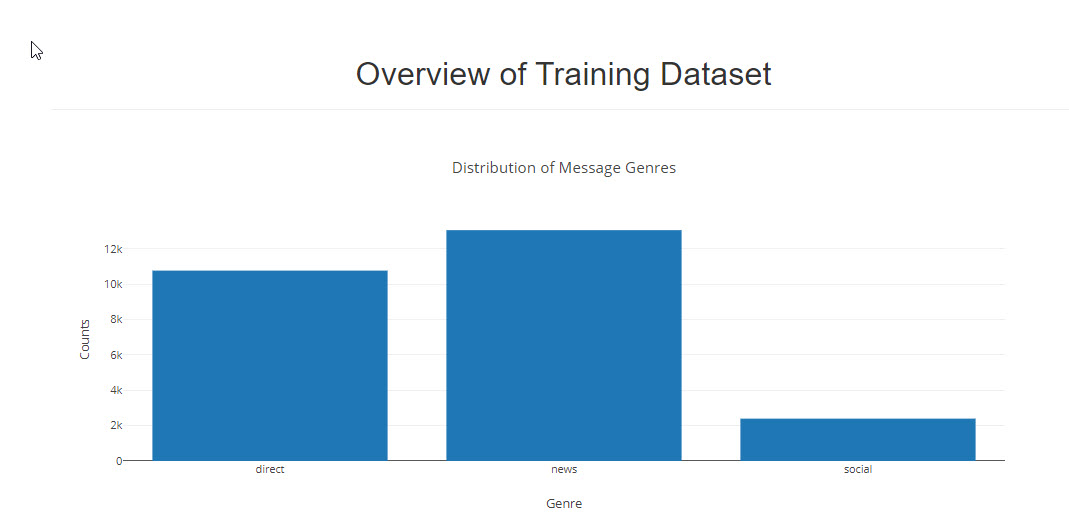 Overview of Training Dataset
Distribution of Message Genres
12k
10k
8k
6k
4k
2k
0
Counts
direct news social
Genre